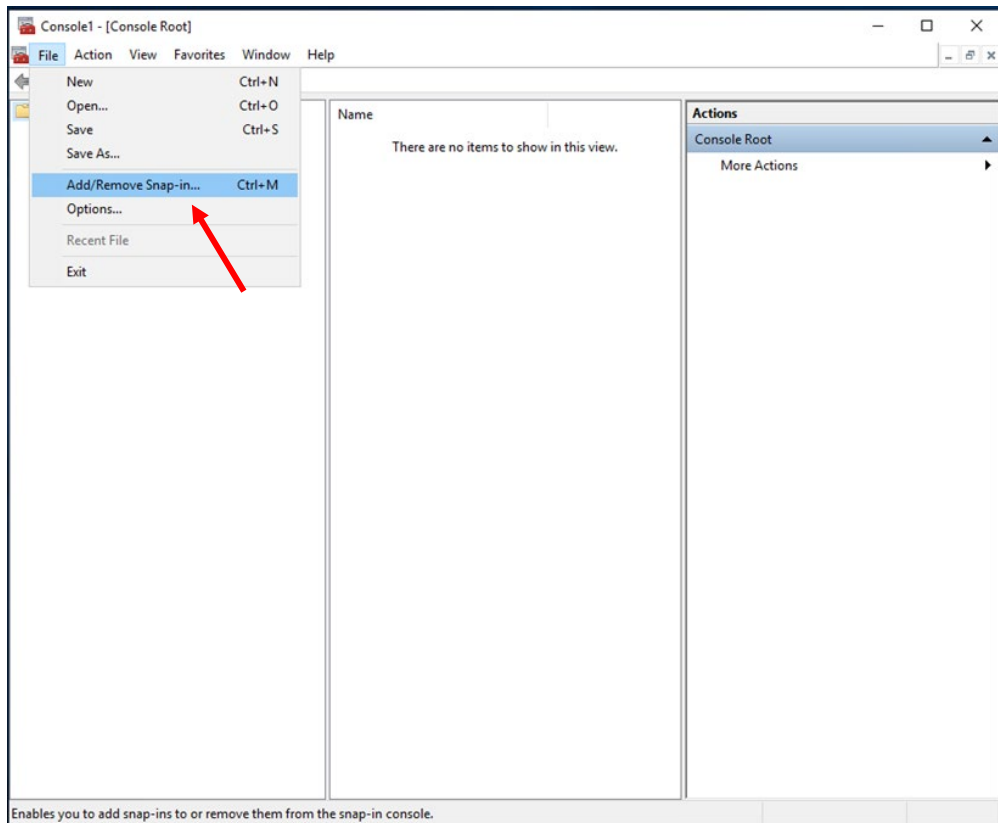 Console1 - [Console Root]
File Action View Favorites Window Help
New Ctrl+N
Open... Ctrl+O
Save Ctrl+S
Save As...
Add/Remove Snap-in... Ctrl+M
Options...
Recent File
Exit
Name
There are no items to show in this view.
Actions
Console Root
More Actions
Enables you to add snap-ins to or remove them from the snap-in console.